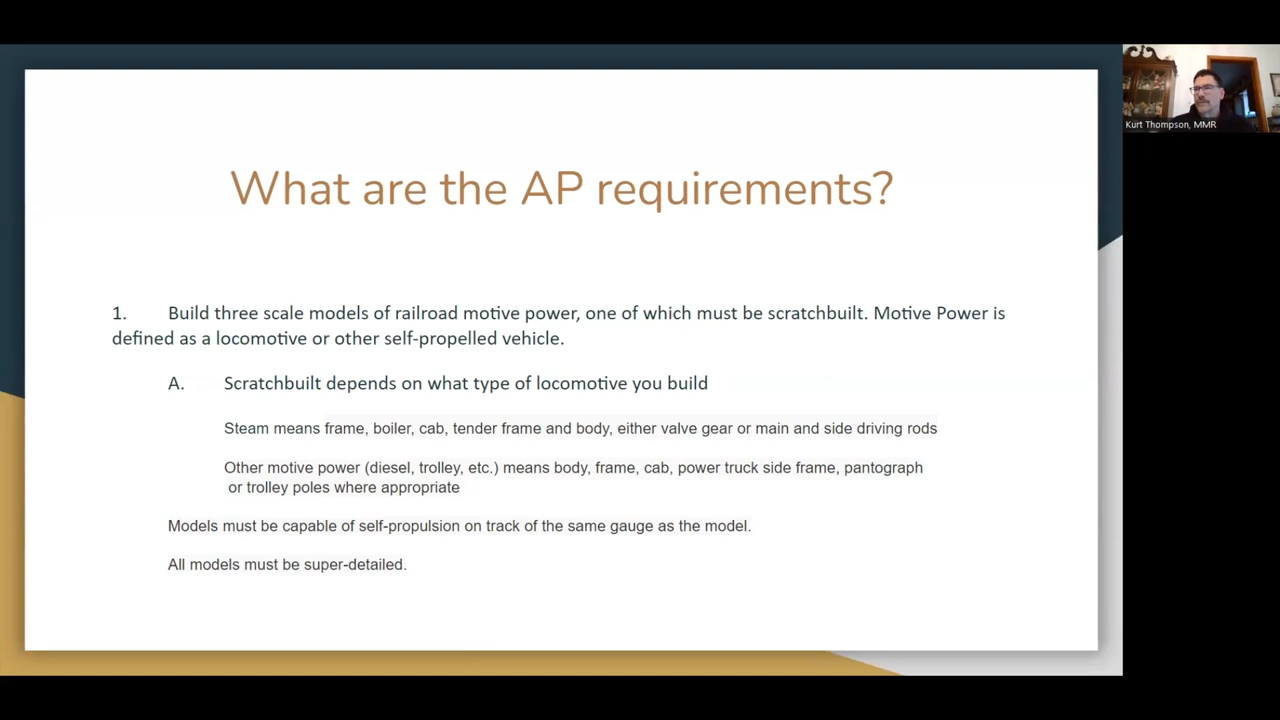 What are the AP requirements?
Kurt Thompson, MMR
1. Build three scale models of railroad motive power, one of which must be scratchbuilt. Motive Power is
defined as a locomotive or other self-propelled vehicle.
A. Scratchbuilt depends on what type of locomotive you build
Steam means frame, boiler, cab, tender frame and body, either valve gear or main and side driving rods
Other motive power (diesel, trolley, etc.) means body, frame, cab, power truck side frame, pantograph
or trolley poles where appropriate
Models must be capable of self-propulsion on track of the same gauge as the model.
All models must be super-detailed.